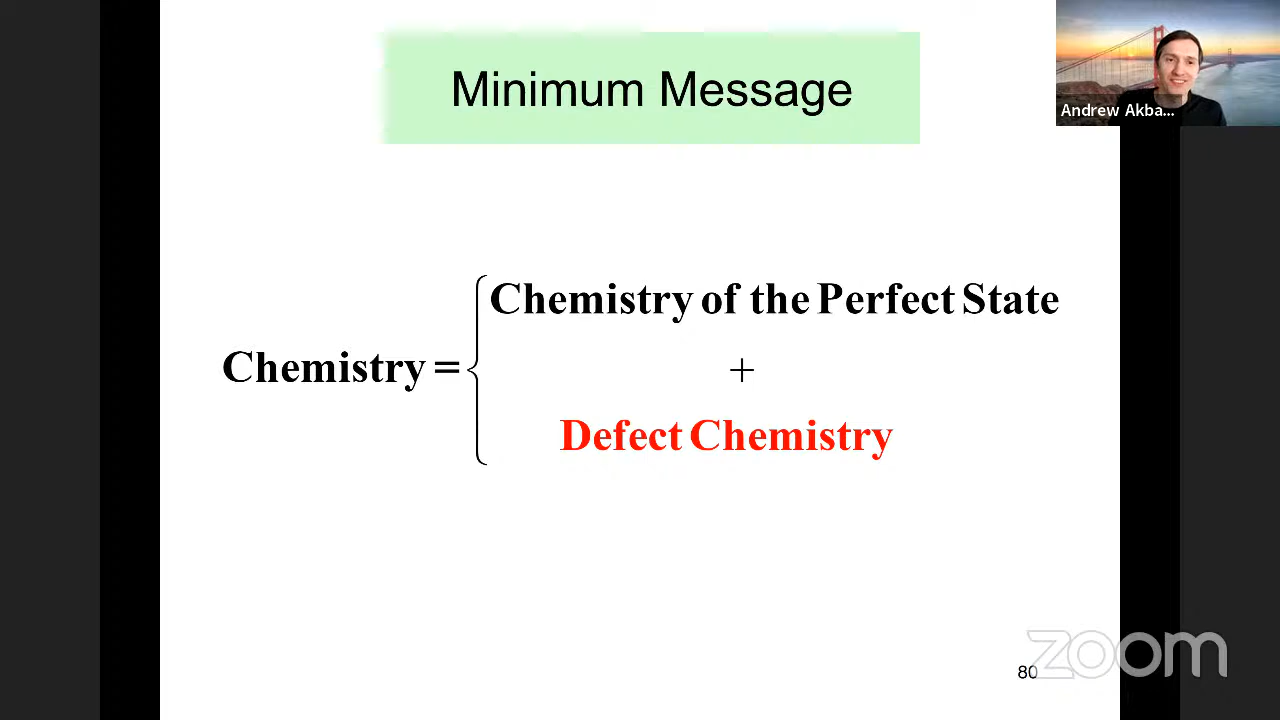 Minimum Message
Andrew Akba...
Chemistry of the Perfect State
Chemistry =
+
Defect Chemistry
80
zoom